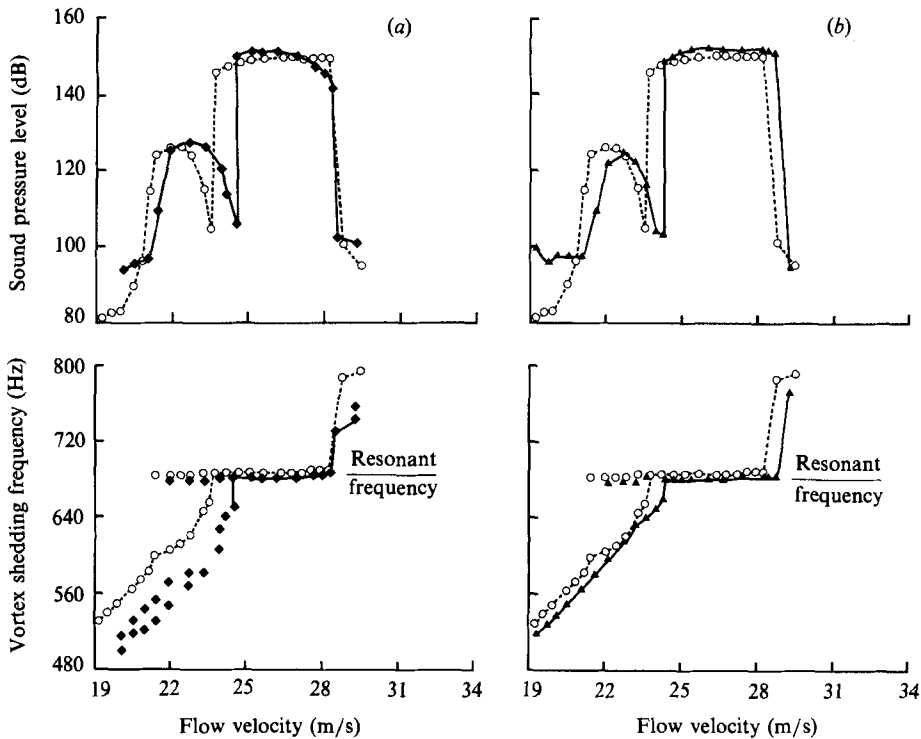 160
140
120
100
80
Sound pressure level (dB)
(a)
(b)
800
720
640
560
480
Vortex shedding frequency (Hz)
Resonant
frequency
Resonant
frequency
19 22 25 28 31 34
19 22 25 28 31 34
Flow velocity (m/s)
Flow velocity (m/s)